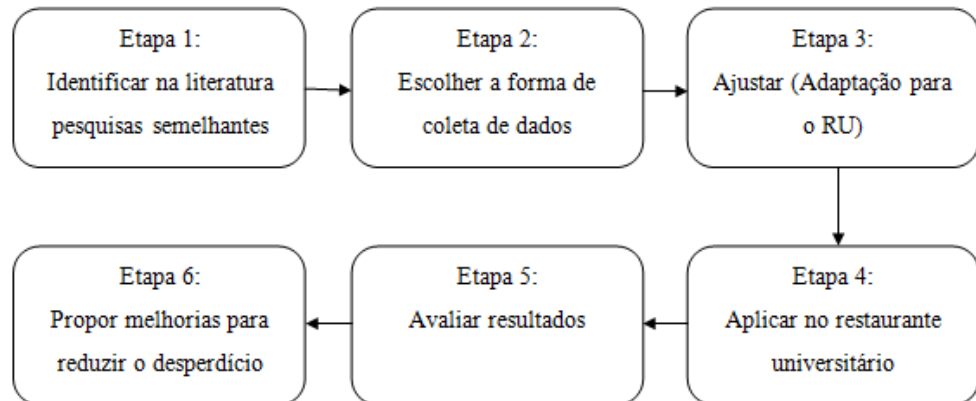 Etapa 1:
Identificar na literatura
pesquisas semelhantes
Etapa 2:
Escolher a forma de
coleta de dados
Etapa 3:
Ajustar (Adaptação para
o RU)
Etapa 4:
Aplicar no restaurante
universitário
Etapa 5:
Avaliar resultados
Etapa 6:
Propor melhorias para
reduzir o desperdício